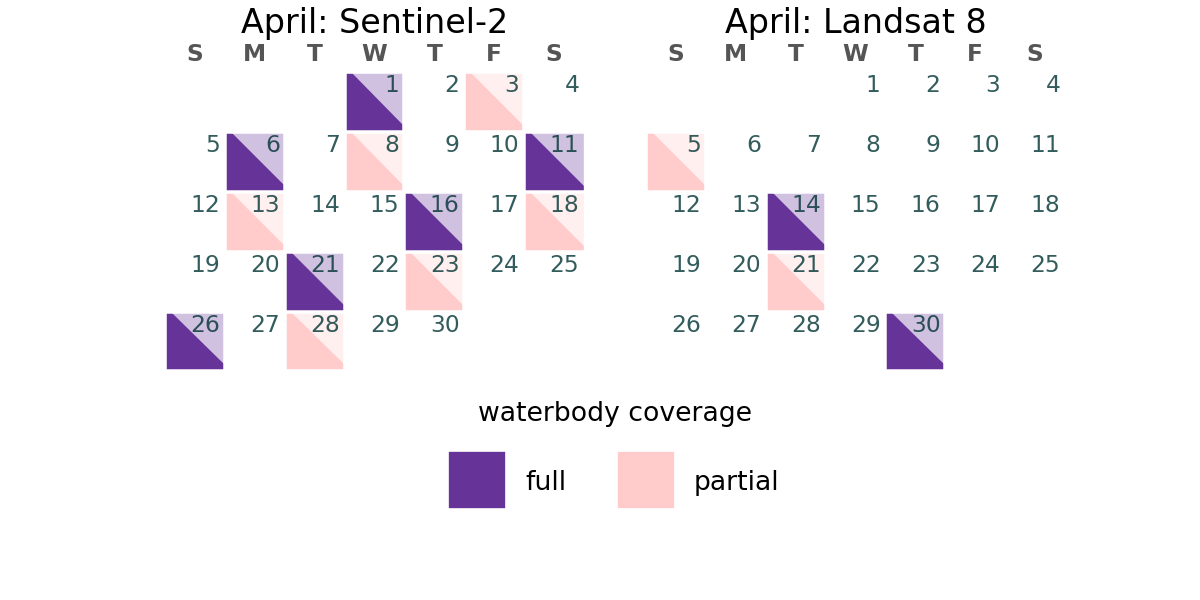 April: Sentinel-2
S M T W T F S
1 2 3 4
5 6 7 8 9 10 11
12 13 14 15 16 17 18
19 20 21 22 23 24 25
26 27 28 29 30
April: Landsat 8
S M T W T F S
1 2 3 4
5 6 7 8 9 10 11
12 13 14 15 16 17 18
19 20 21 22 23 24 25
26 27 28 29 30
waterbody coverage
full
partial